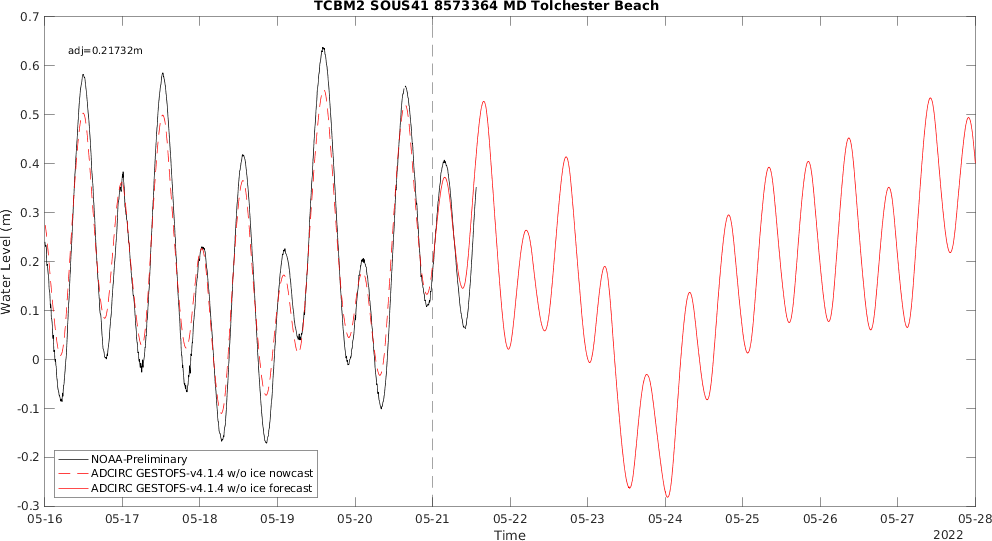 TCBM2 SOUS41 8573364 MD Tolchester Beach
adj=0.21732m
Water Level (m)
0.7
0.6
0.5
0.4
0.3
0.2
0.1
0
-0.1
-0.2
-0.3
NOAA-Preliminary
ADCIRC GESTOFS-v4.1.4 w/o ice nowcast
ADCIRC GESTOFS-v4.1.4 w/o ice forecast
05-16 05-17 05-18 05-19 05-20 05-21 05-22 05-23 05-24 05-25 05-26 05-27 05-28
Time
2022